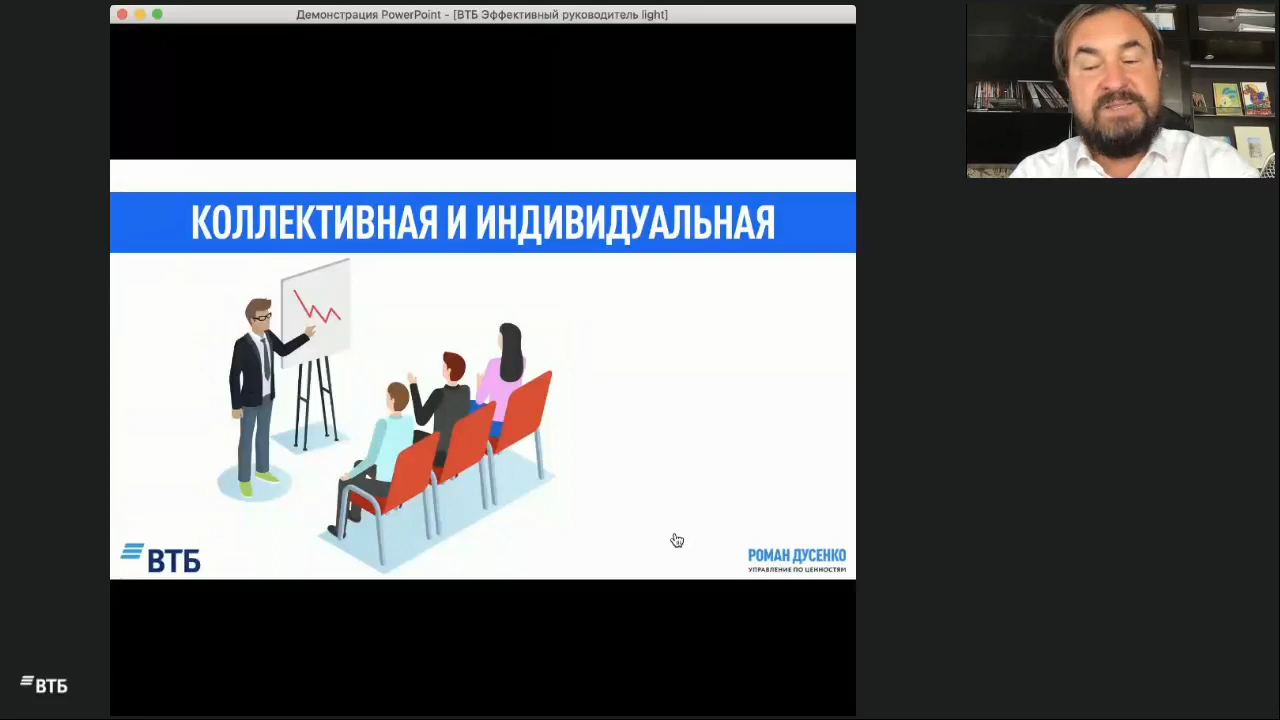 Демонстрация PowerPoint - [ВТБ Эффективный руководитель light]
КОЛЛЕКТИВНАЯ И ИНДИВИДУАЛЬНАЯ
ВТБ
РОМАН ДУСЕНКО
УПРАВЛЕНИЕ ПО ЦЕННОСТЯМ
ВТБ